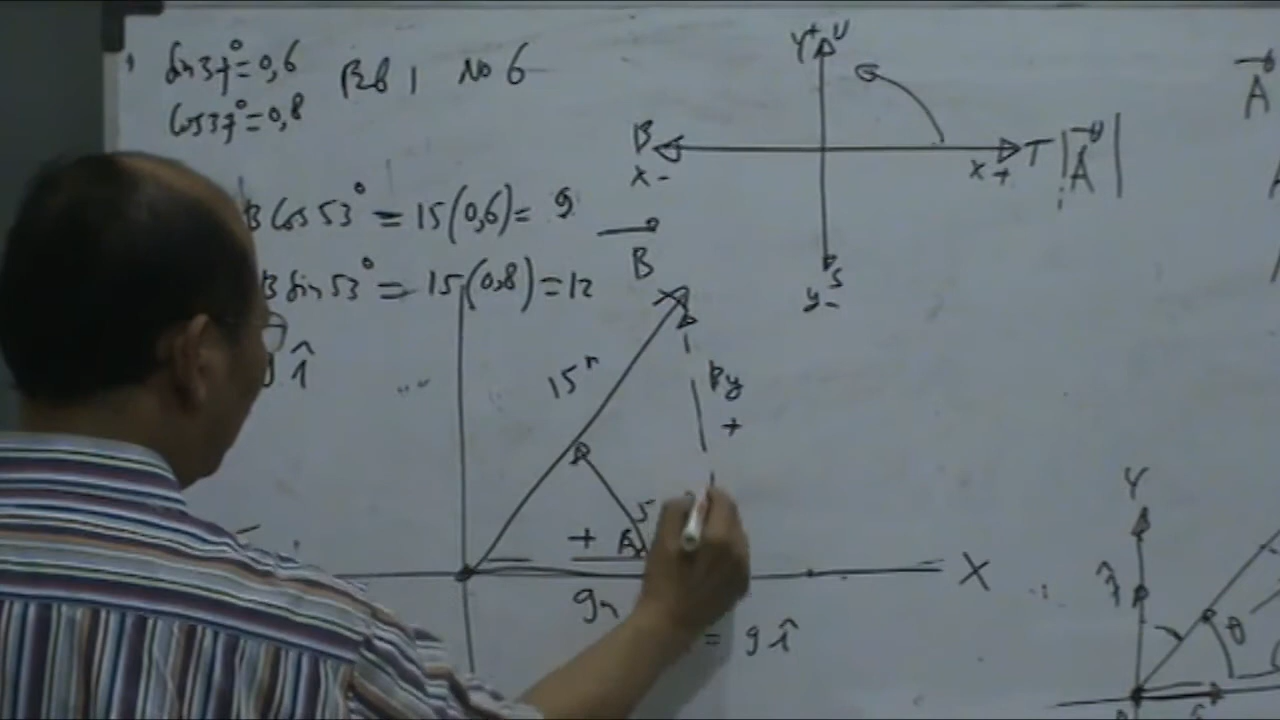 Sin 37° = 0,6
Cos 37° = 0,8
Bab 1 No 6
B Cos 53° = 15(0,6) = 9
B Sin 53° = 15(0,8) = 12
9 î
B
15
By
+
+
9
= 9 î
X
Y+ U
B
X -
T
X +
S
Y -
|A|
A
Y
θ